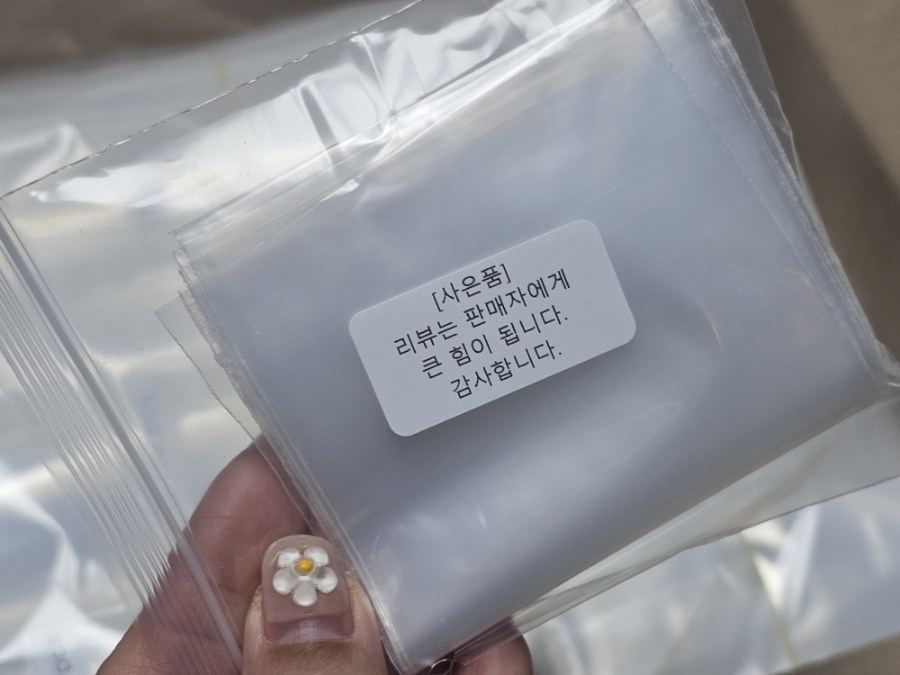 [사은품]
리뷰는 판매자에게
큰 힘이 됩니다.
감사합니다.